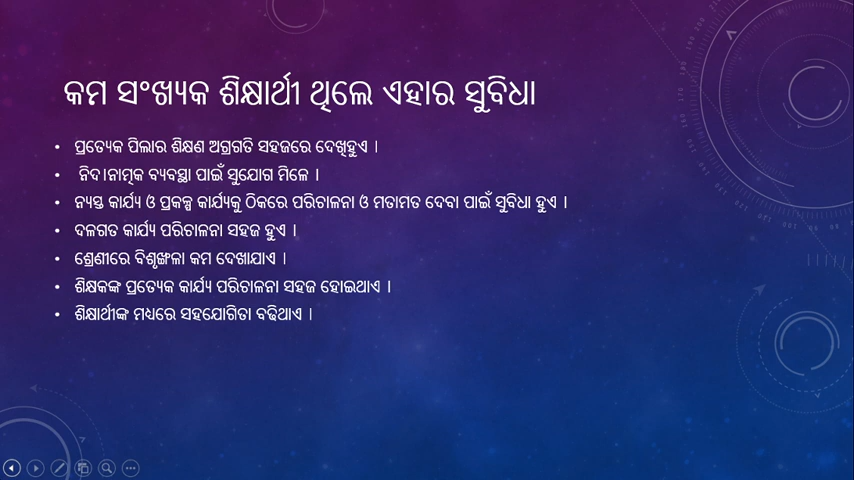 କମ ସଂଖ୍ୟକ ଶିକ୍ଷାର୍ଥୀ ଥିଲେ ଏହାର ସୁବିଧା
• ପ୍ରତ୍ୟେକ ପିଲାର ଶିକ୍ଷଣ ଅଗ୍ରଗତି ସହଜରେ ଦେଖିହୁଏ ।
• ନିଦାନାତ୍ମକ ବ୍ୟବସ୍ଥା ପାଇଁ ସୁଯୋଗ ମିଳେ ।
• ନ୍ୟସ୍ତ କାର୍ଯ୍ୟ ଓ ପ୍ରକଳ୍ପ କାର୍ଯ୍ୟକୁ ଠିକରେ ପରିଚାଳନା ଓ ମତାମତ ଦେବା ପାଇଁ ସୁବିଧା ହୁଏ ।
• ଦଳଗତ କାର୍ଯ୍ୟ ପରିଚାଳନା ସହଜ ହୁଏ ।
• ଶ୍ରେଣୀରେ ବିଶୃଙ୍ଖଳା କମ ଦେଖାଯାଏ ।
• ଶିକ୍ଷକଙ୍କ ପ୍ରତ୍ୟେକ କାର୍ଯ୍ୟ ପରିଚାଳନା ସହଜ ହୋଇଥାଏ ।
• ଶିକ୍ଷାର୍ଥୀଙ୍କ ମଧ୍ୟରେ ସହଯୋଗିତା ବଢିଥାଏ ।